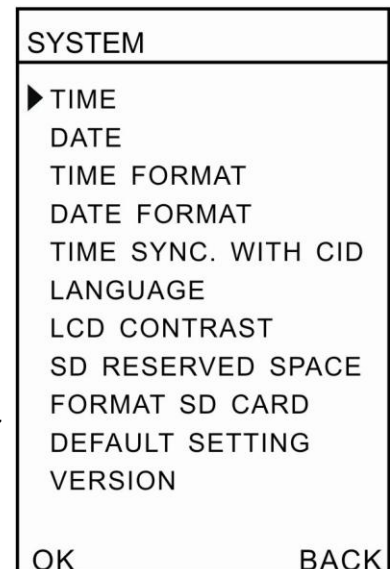 SYSTEM
TIME
DATE
TIME FORMAT
DATE FORMAT
TIME SYNC. WITH CID
LANGUAGE
LCD CONTRAST
SD RESERVED SPACE
FORMAT SD CARD
DEFAULT SETTING
VERSION
OK BACK